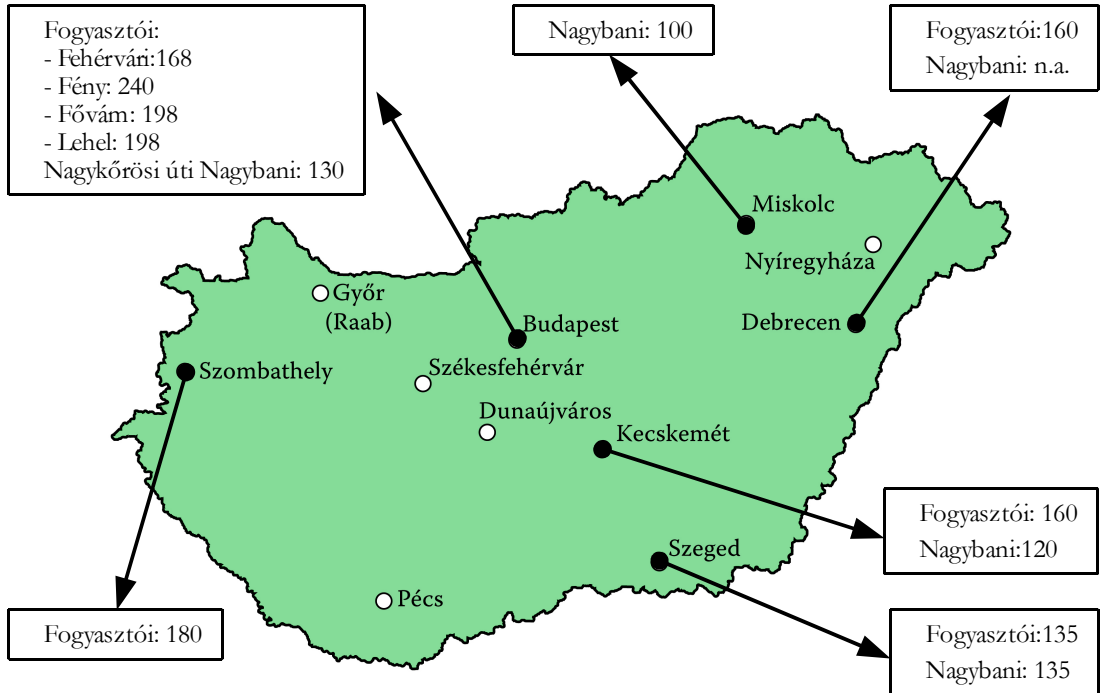 Fogyasztói:
- Fehérvári:168
- Fény: 240
- Fővám: 198
- Lehel: 198
Nagykőrösi úti Nagybani: 130
Nagybani: 100
Fogyasztói:160
Nagybani: n.a.
Miskolc
Nyíregyháza
Győr
(Raab)
Budapest
Debrecen
Szombathely
Székesfehérvár
Dunaújváros
Kecskemét
Fogyasztói: 160
Nagybani:120
Szeged
Pécs
Fogyasztói: 180
Fogyasztói:135
Nagybani: 135